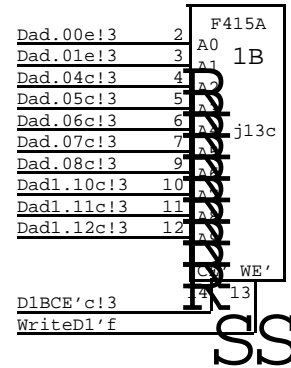 F415A
Dad.00e!3 2 A0 1B
Dad.01e!3 3 A1
Dad.04c!3 4
Dad.05c!3 5
Dad.06c!3 6 j13c
Dad.07c!3 7
Dad.08c!3 9
Dad1.10c!3 10
Dad1.11c!3 11
Dad1.12c!3 12
WE'
14 13
D1BCE'c!3
WriteD1'f
SS